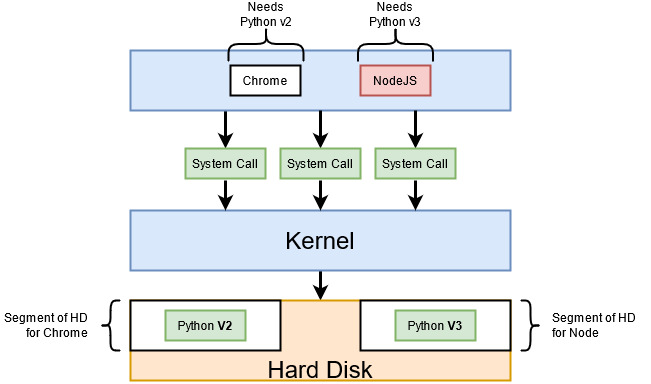 Needs
Python v2
Needs
Python v3
Chrome
NodeJS
System Call
System Call
System Call
Kernel
Segment of HD
for Chrome
Python V2
Python V3
Segment of HD
for Node
Hard Disk